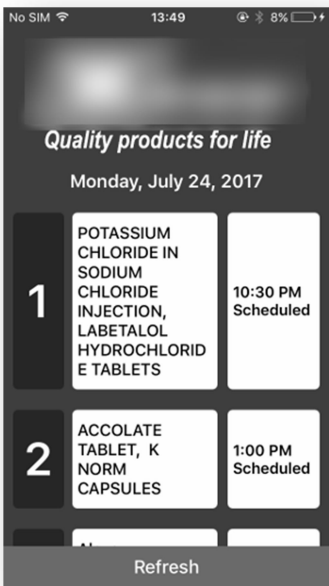 No SIM 13:49 8%
Quality products for life
Monday, July 24, 2017
1
POTASSIUM
CHLORIDE IN
SODIUM
CHLORIDE
INJECTION,
LABETALOL
HYDROCHLORID
E TABLETS
10:30 PM
Scheduled
2
ACCOLATE
TABLET, K
NORM
CAPSULES
1:00 PM
Scheduled
Refresh